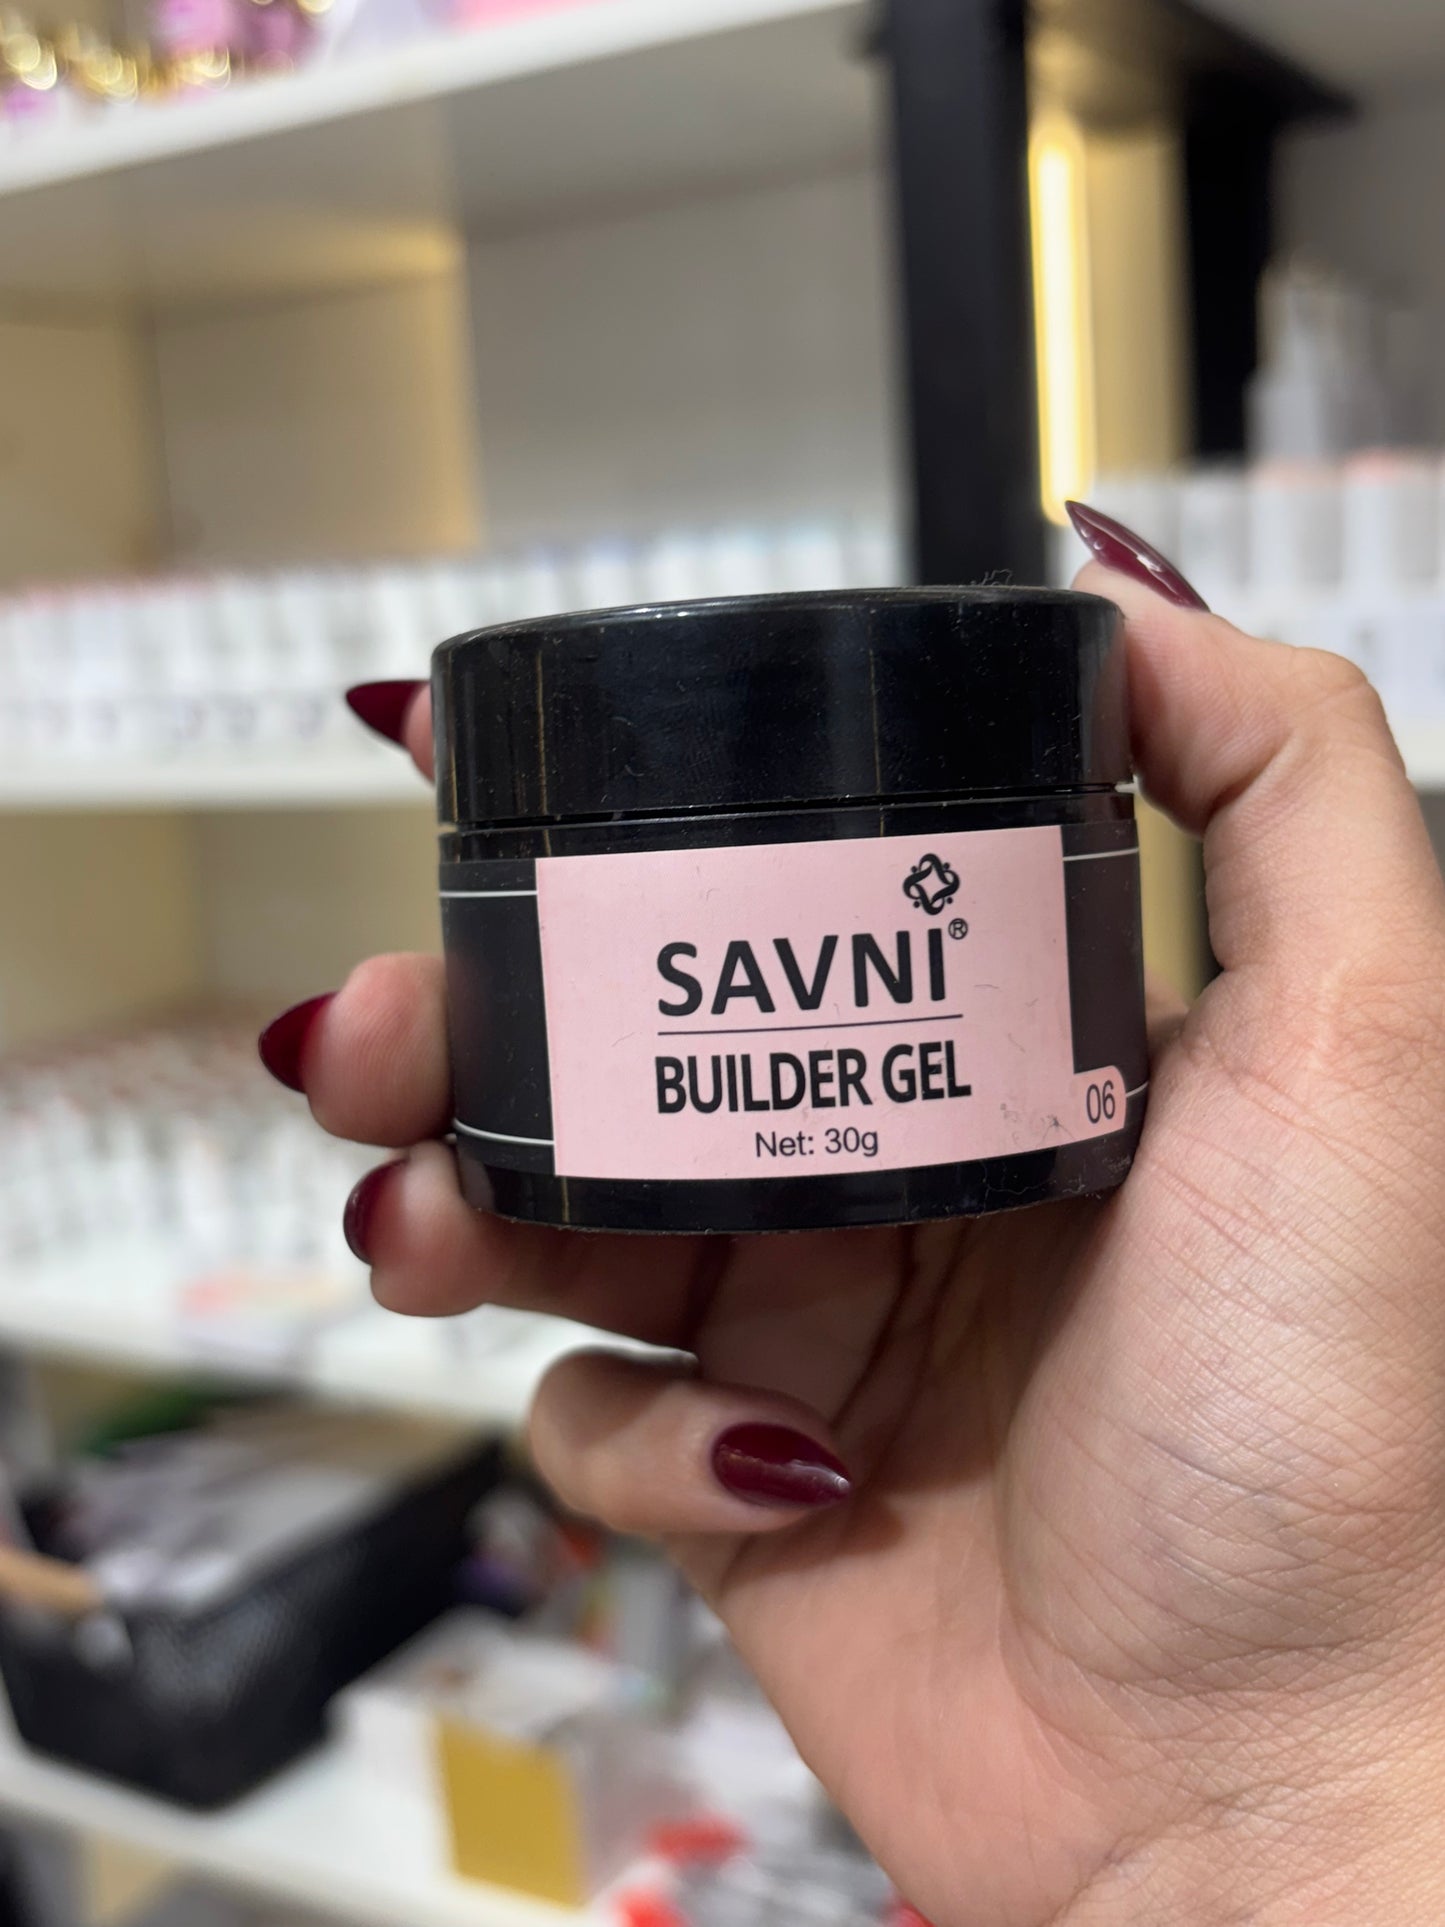 SAVNI®
BUILDER GEL
06
Net: 30g